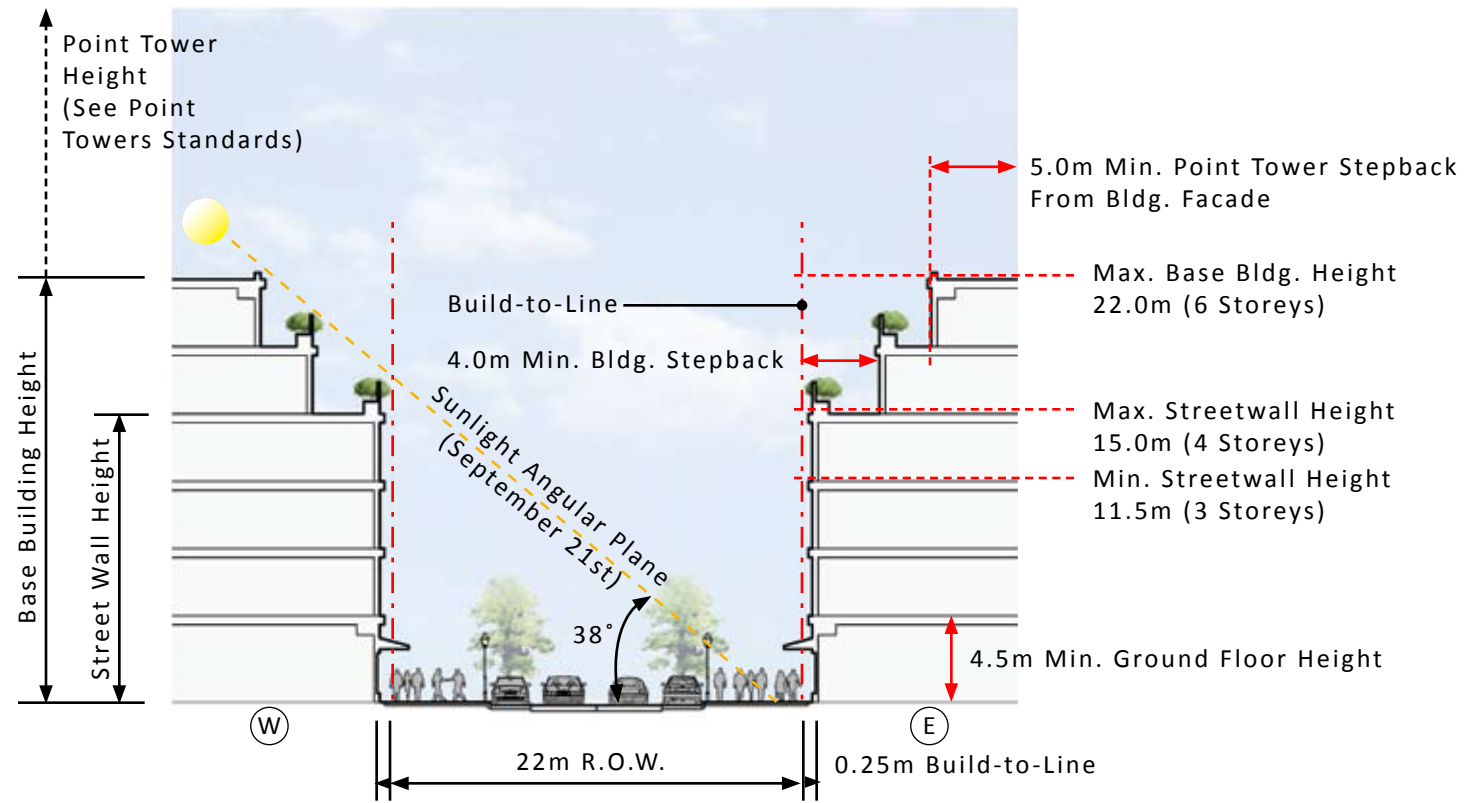 Point Tower
Height
(See Point
Towers Standards)
5.0m Min. Point Tower Stepback
From Bldg. Facade
Max. Base Bldg. Height
22.0m (6 Storeys)
Build-to-Line
4.0m Min. Bldg. Stepback
Max. Streetwall Height
15.0m (4 Storeys)
Min. Streetwall Height
11.5m (3 Storeys)
Base Building Height
Street Wall Height
Sunlight Angular Plane
(September 21st)
38°
4.5m Min. Ground Floor Height
W
E
22m R.O.W.
0.25m Build-to-Line